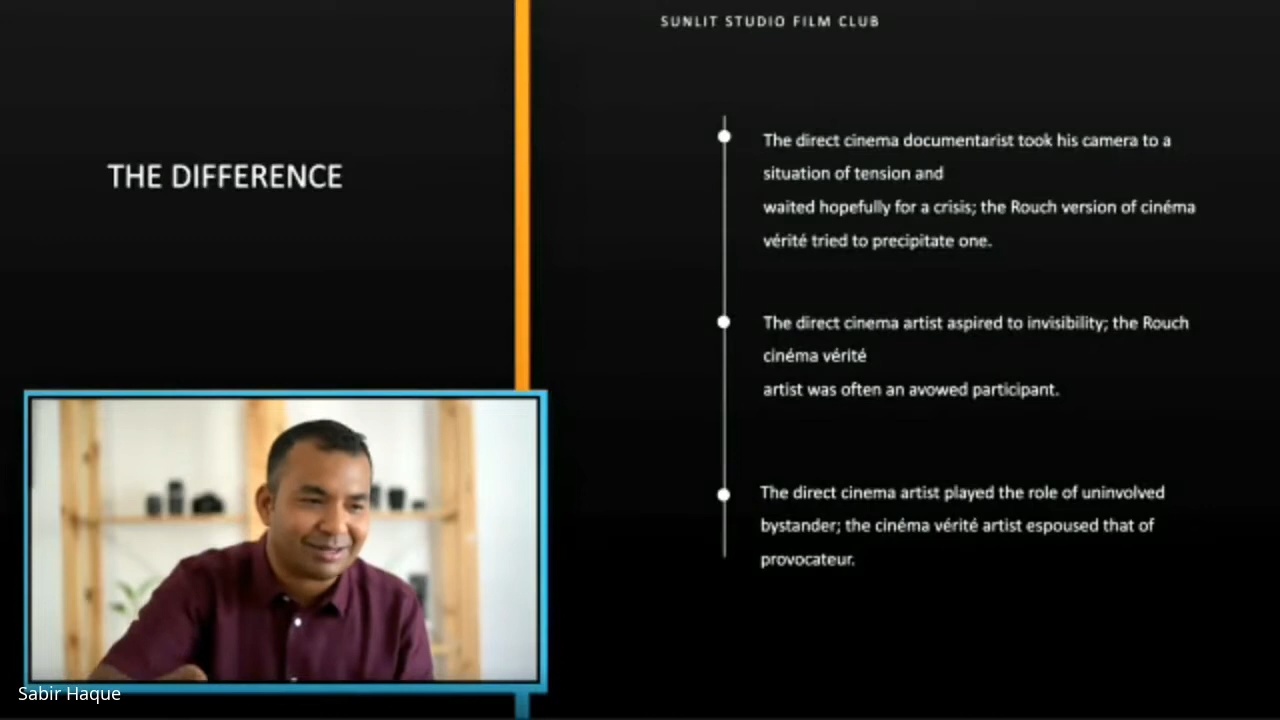 SUNLIT STUDIO FILM CLUB
THE DIFFERENCE
The direct cinema documentarist took his camera to a
situation of tension and
waited hopefully for a crisis; the Rouch version of cinéma
vérité tried to precipitate one.
The direct cinema artist aspired to invisibility; the Rouch
cinéma vérité
artist was often an avowed participant.
The direct cinema artist played the role of uninvolved
bystander; the cinéma vérité artist espoused that of
provocateur.
Sabir Haque